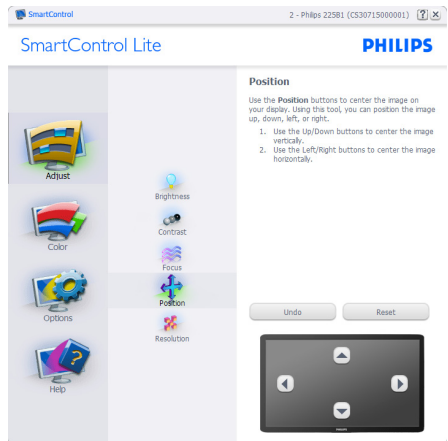 SmartControl
2 - Philips 225B1 (CS30715000001)
SmartControl Lite
PHILIPS
Adjust
Color
Options
Help
Brightness
Contrast
Focus
Position
Resolution
Position
Use the Position buttons to center the image on
your display. Using this tool, you can position the image
up, down, left, or right.
1. Use the Up/Down buttons to center the image
vertically.
2. Use the Left/Right buttons to center the image
horizontally.
Undo
Reset
PHILIPS